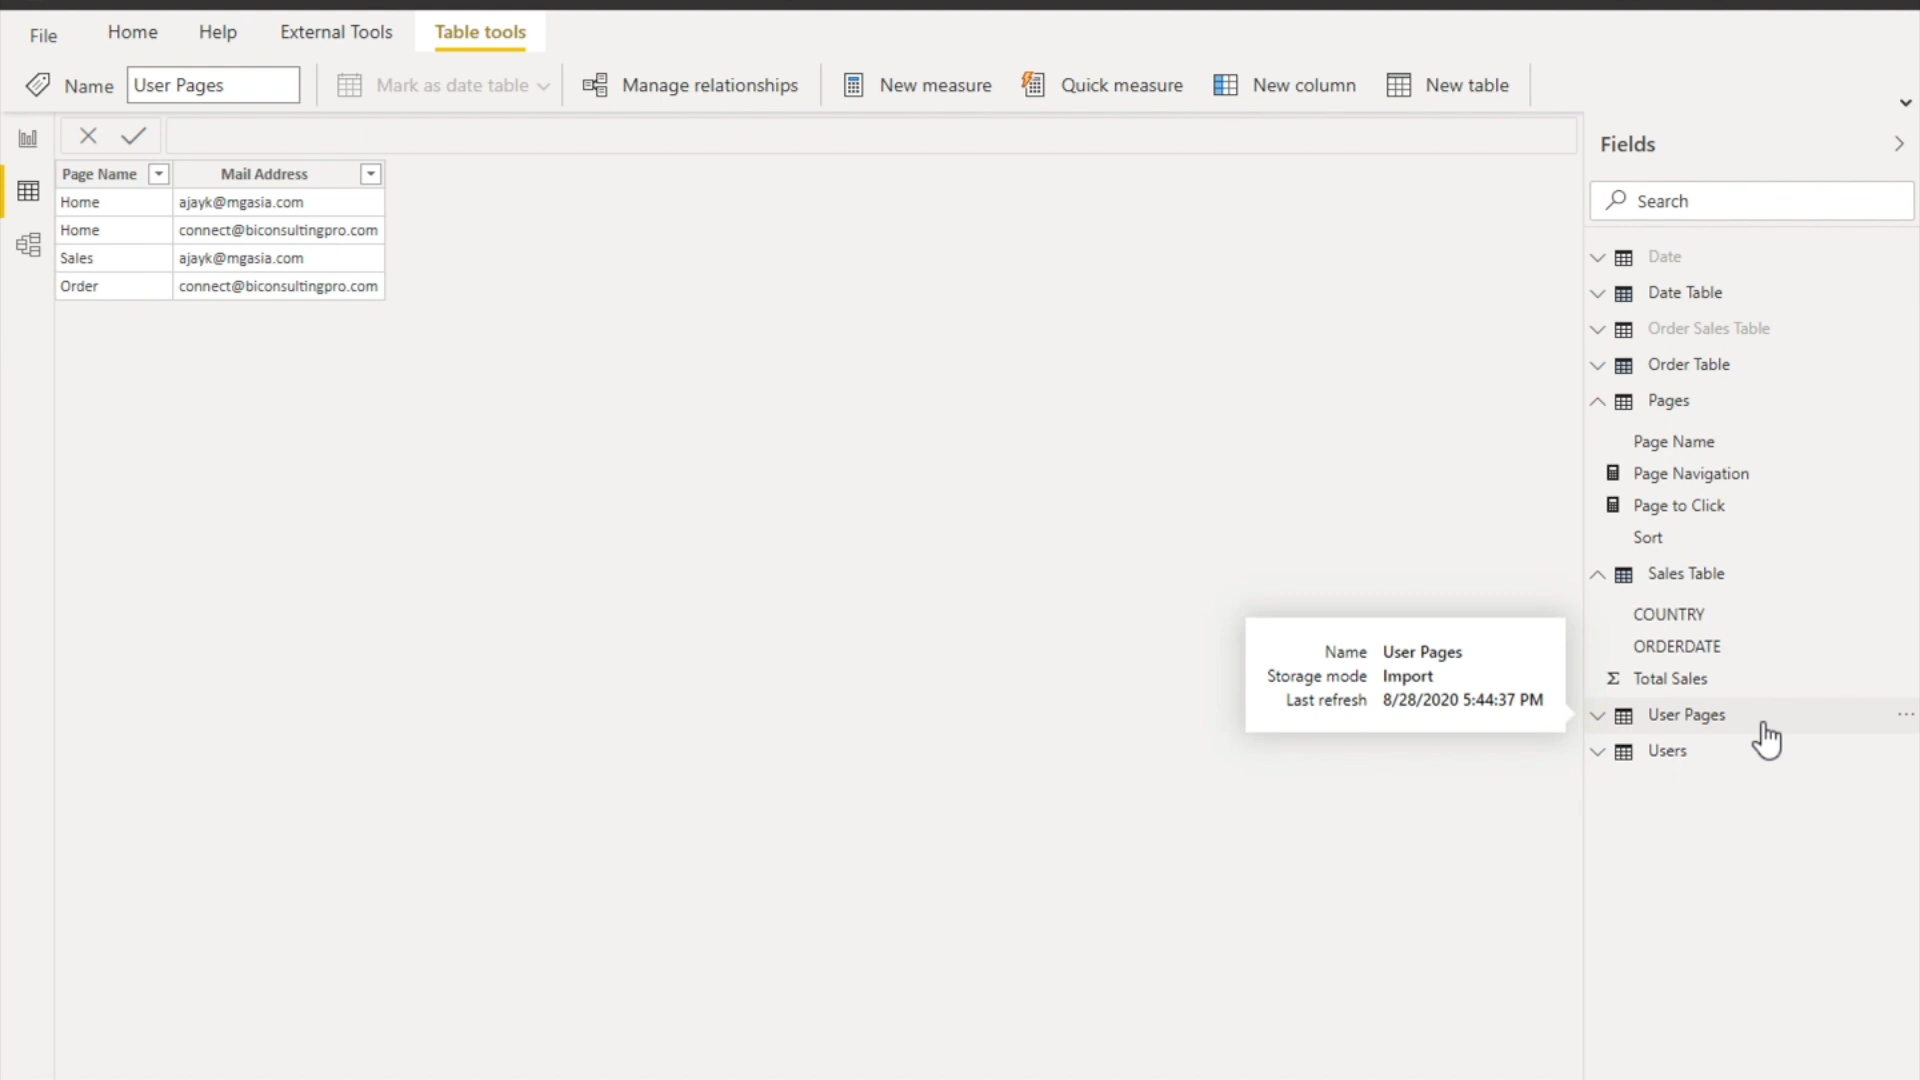 File Home Help External Tools Table tools
Name User Pages Mark as date table Manage relationships New measure Quick measure New column New table
Page Name Mail Address
Home ajayk@mgasia.com
Home connect@biconsultingpro.com
Sales ajayk@mgasia.com
Order connect@biconsultingpro.com
Fields
Search
Date
Date Table
Order Sales Table
Order Table
Pages
Page Name
Page Navigation
Page to Click
Sort
Sales Table
COUNTRY
ORDERDATE
Σ Total Sales
User Pages ...
Users
Name User Pages
Storage mode Import
Last refresh 8/28/2020 5:44:37 PM